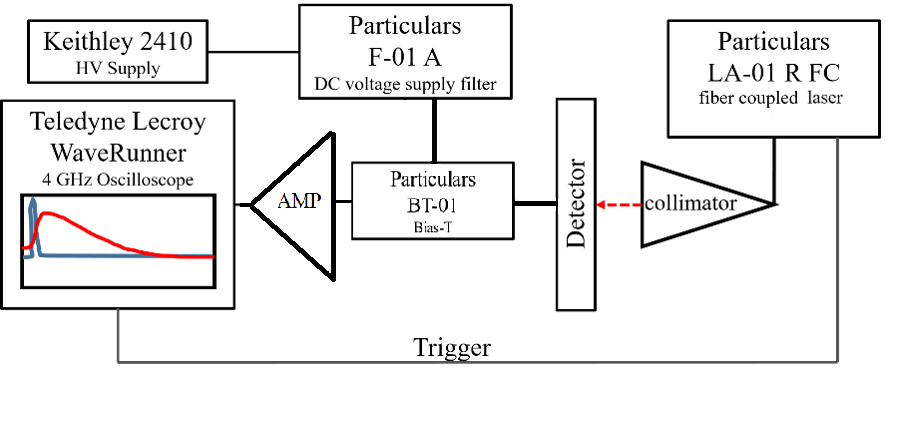 Keithley 2410
HV Supply
Particulars
F-01 A
DC voltage supply filter
Particulars
LA-01 R FC
fiber coupled laser
Teledyne Lecroy
WaveRunner
4 GHz Oscilloscope
AMP
Particulars
BT-01
Bias-T
Detector
collimator
Trigger